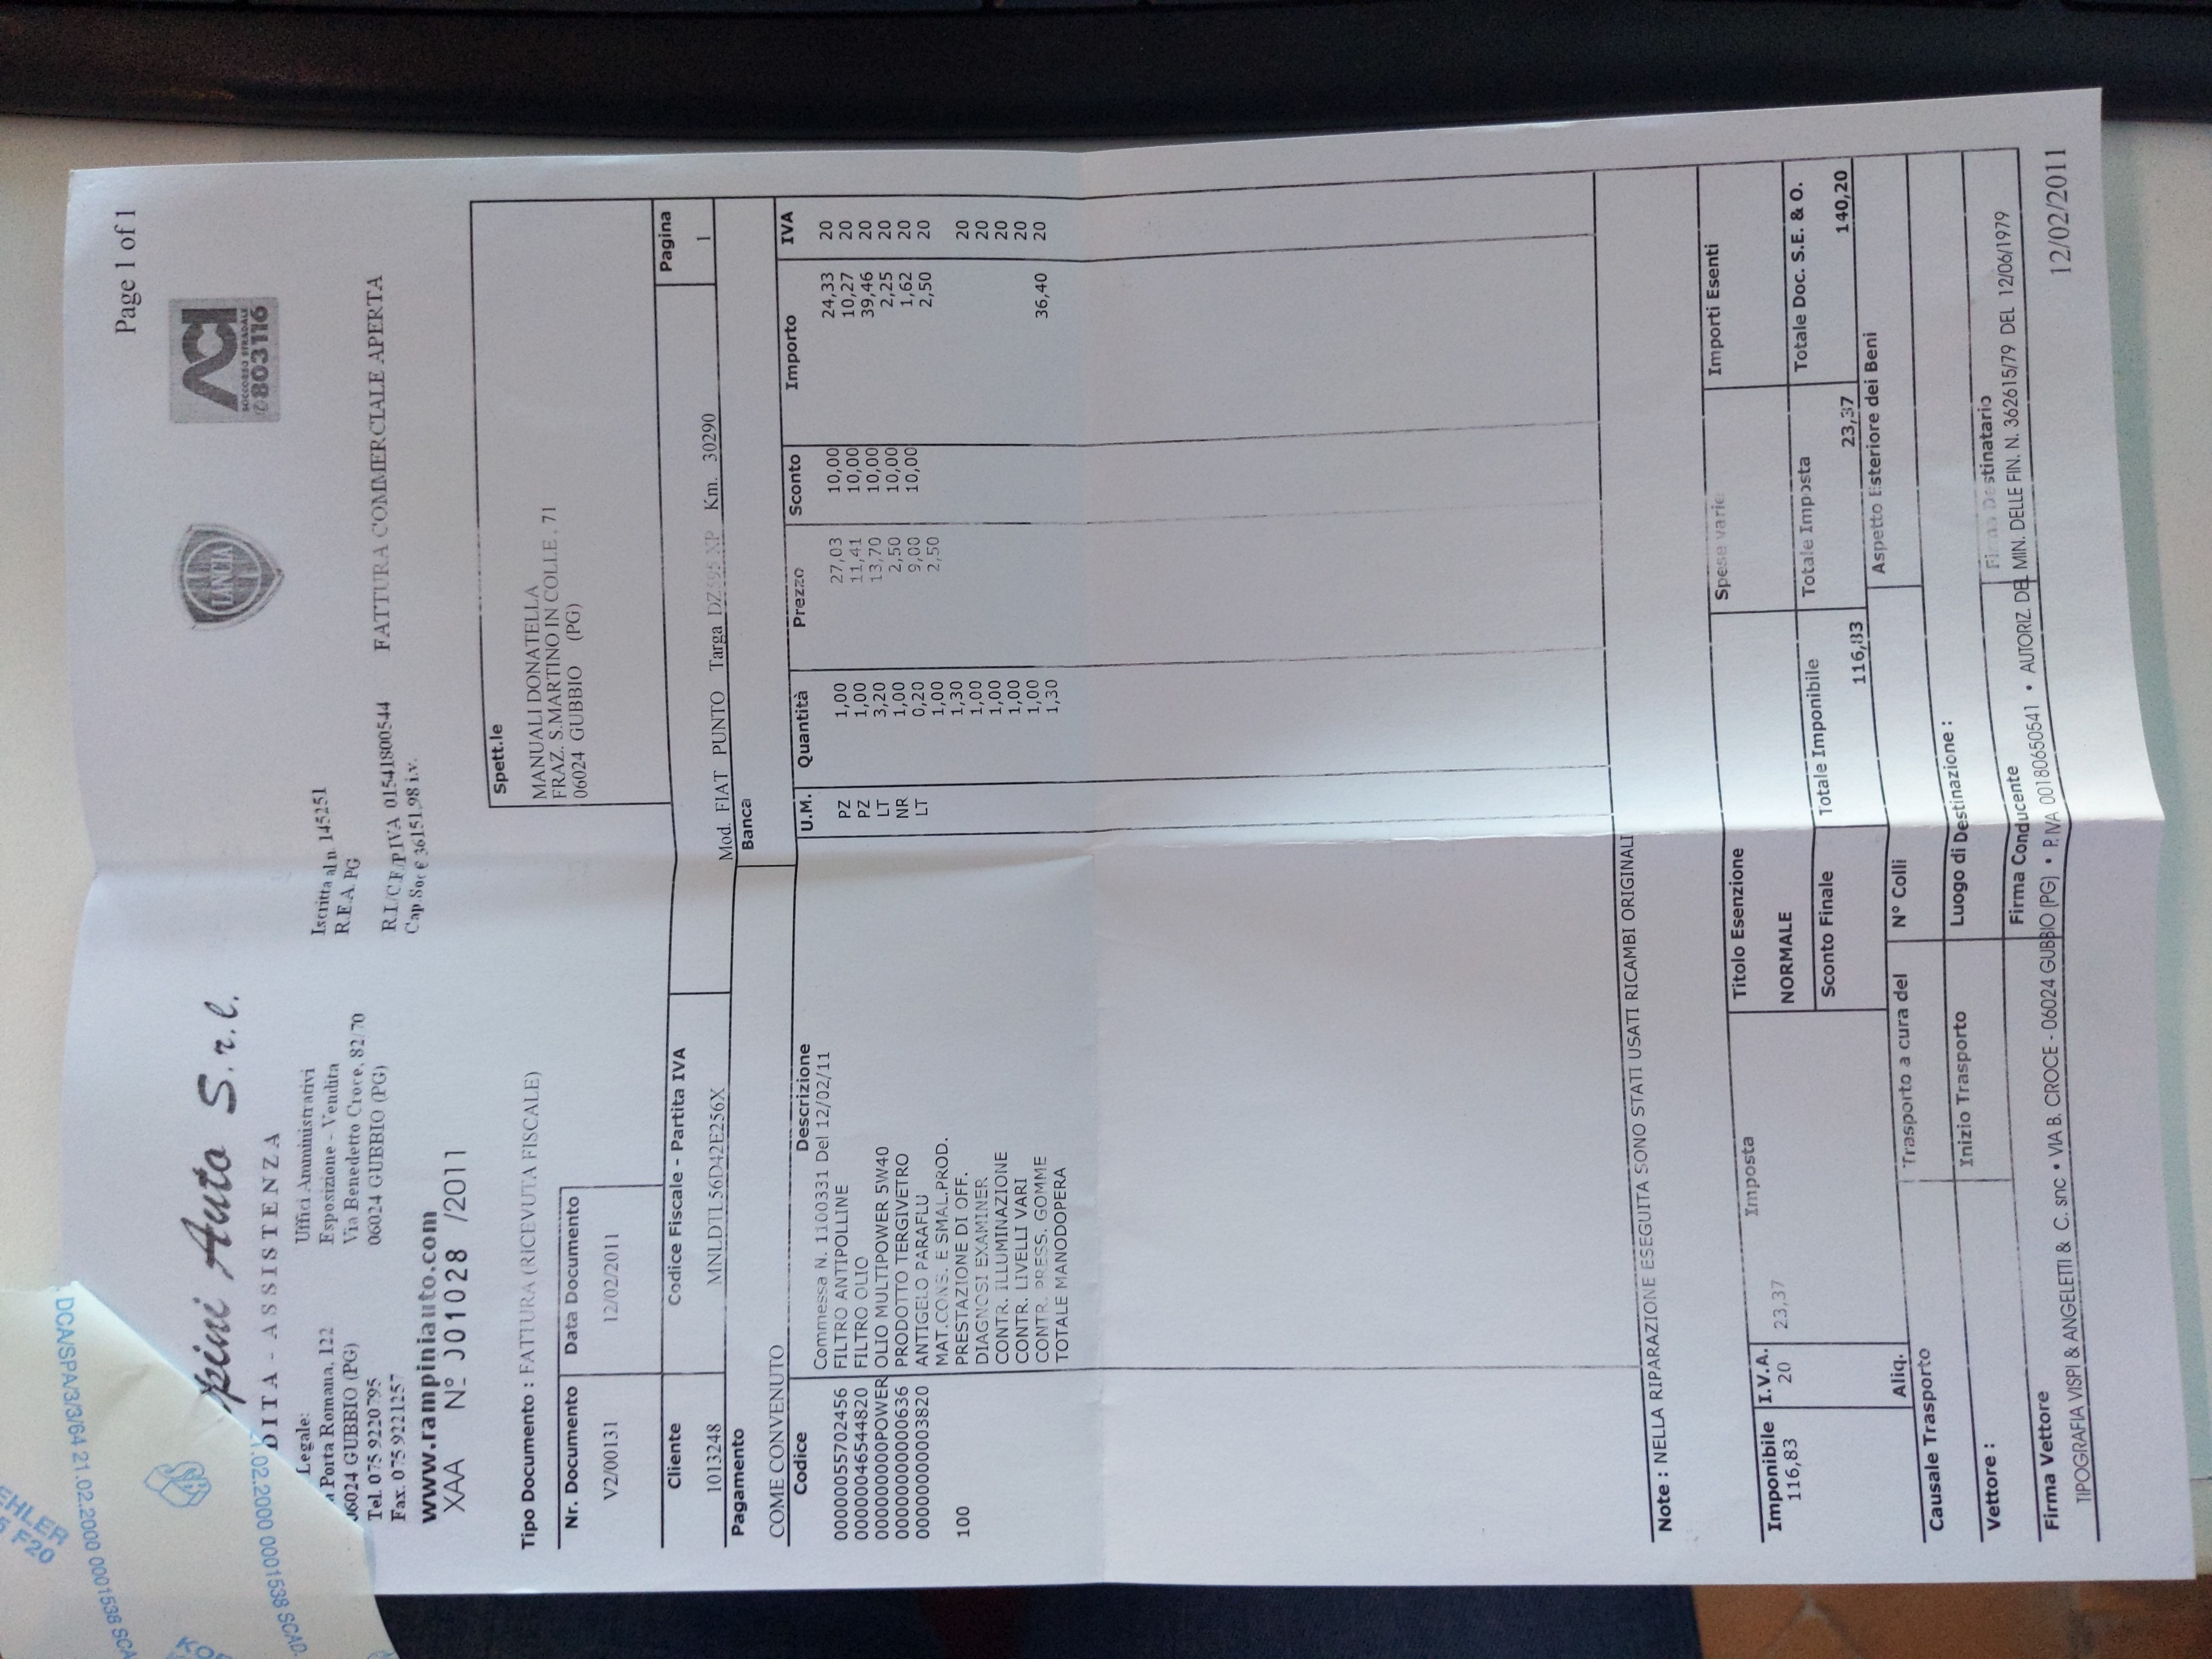 EHLER
5 F20
DCA/SPA/3/3/64 21.02.2000 0001538 SCA
.02.2000 0001538 SCAD.
Page 1 of 1
pini Auto S.r.l.
DITA - ASSISTENZA
LANCIA
ACI
SOCCORSO STRADALE
803116
Legale:
Porta Romana, 122
06024 GUBBIO (PG)
Tel. 075 9220795
Fax. 075 9221257
Uffici Amministrativi
Esposizione - Vendita
Via Benedetto Croce, 82/70
06024 GUBBIO (PG)
Iscritta al n. 145251
R.E.A. PG
R.I./C.F./P.IVA 01541800544
Cap.Soc € 36151,98 i.v.
FATTURA COMMERCIALE APERTA
www.rampiniauto.com
XAA Nº 001028 /2011
Tipo Documento : FATTURA (RICEVUTA FISCALE)
Spett.le
MANUALI DONATELLA
FRAZ. S.MARTINO IN COLLE , 71
06024 GUBBIO (PG)
Nr. Documento Data Documento
V2/00131 12/02/2011
Cliente Codice Fiscale - Partita IVA Pagina
1013248 MNLDTL56D42E256X Mod. FIAT PUNTO Targa DZ595 XP Km. 30290 1
Pagamento Banca
COME CONVENUTO
Codice Descrizione U.M. Quantità Prezzo Sconto Importo IVA
Commessa N. 1100331 Del 12/02/11
00000055702456 FILTRO ANTIPOLLINE PZ 1,00 27,03 10,00 24,33 20
00000046544820 FILTRO OLIO PZ 1,00 11,41 10,00 10,27 20
000000000POWER OLIO MULTIPOWER 5W40 LT 3,20 13,70 10,00 39,46 20
00000000000636 PRODOTTO TERGIVETRO NR 1,00 2,50 10,00 2,25 20
00000000003820 ANTIGELO PARAFLU LT 0,20 9,00 10,00 1,62 20
MAT.CONS. E SMAL.PROD. 1,00 2,50 2,50 20
100 PRESTAZIONE DI OFF. 1,30
DIAGNOSI EXAMINER 1,00 20
CONTR. ILLUMINAZIONE 1,00 20
CONTR. LIVELLI VARI 1,00 20
CONTR. PRESS. GOMME 1,00 20
TOTALE MANODOPERA 1,30 36,40 20
Note : NELLA RIPARAZIONE ESEGUITA SONO STATI USATI RICAMBI ORIGINALI
Imponibile I.V.A. Imposta Titolo Esenzione Spese varie Importi Esenti
116,83 20 23,37 NORMALE
Sconto Finale Totale Imponibile Totale Imposta Totale Doc. S.E. & O.
116,83 23,37 140,20
Aliq.
Causale Trasporto Trasporto a cura del N° Colli Aspetto Esteriore dei Beni
Vettore : Inizio Trasporto Luogo di Destinazione :
Firma Vettore Firma Conducente Firma Destinatario
TIPOGRAFIA VISPI & ANGELETTI & C. snc • VIA B. CROCE - 06024 GUBBIO (PG) • P. IVA 00180650541 • AUTORIZ. DEL MIN. DELLE FIN. N. 362615/79 DEL 12/06/1979
12/02/2011